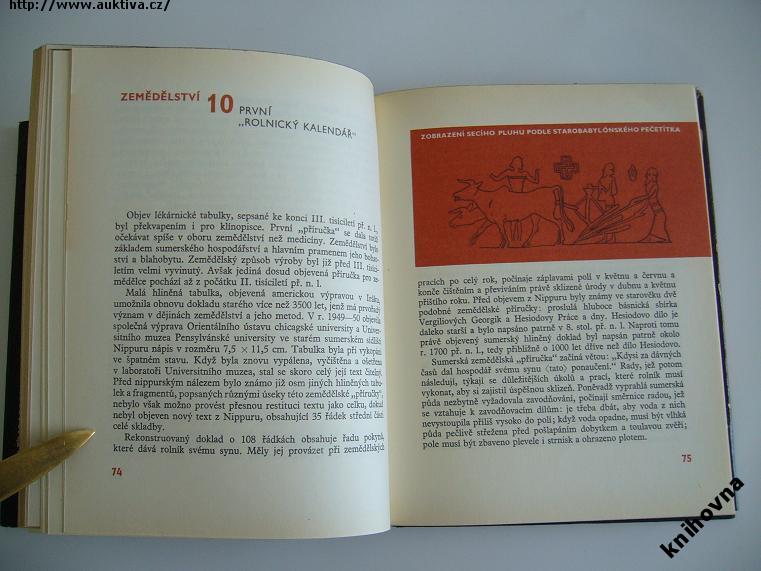 http://www.auktiva.cz/
ZEMĚDĚLSTVÍ 10 PRVNÍ
„ROLNICKÝ KALENDÁŘ“
Objev lékárnické tabulky, sepsané ke konci III. tisíciletí př. n. l.,
byl překvapením i pro klínopisce. První „příručka“ se dala totiž
očekávat spíše v oboru zemědělství než medicíny. Zemědělství bylo
základem sumerského hospodářství a hlavním pramenem jeho bohat-
ství a blahobytu. Zemědělský způsob výroby byl již před III. tisíci-
letím velmi vyvinutý. Avšak jediná dosud objevená příručka pro ze-
mědělce pochází až z počátku II. tisíciletí př. n. l.
Malá hliněná tabulka, objevená americkou výpravou v Iráku,
umožnila obnovu dokladu starého více než 3500 let, jenž má prvořadý
význam v dějinách zemědělství a jeho metod. V r. 1949—50 objevila
společná výprava Orientálního ústavu chicagské university a Univer-
sitního muzea Pensylvánské university ve starém sumerském sídlišti
Nippuru nápis v rozměru 7,5 × 11,5 cm. Tabulka byla při vykopání
ve špatném stavu. Když byla znovu vypálena, vyčištěna a ošetřena
v laboratoři Universitního muzea, stal se skoro celý její text čitelný.
Před nippurským nálezem bylo známo již osm jiných hliněných tabu-
lek a fragmentů, popsaných různými úseky této zemědělské „příručky“,
nebylo však možno provést přesnou restituci textu jako celku, dokud
nebyl objeven nový text z Nippuru, obsahující 35 řádek střední části
celé skladby.
Rekonstruovaný doklad o 108 řádkách obsahuje řadu pokynů,
které dává rolník svému synu. Měly jej provázet při zemědělských
74
ZOBRAZENÍ SECÍHO PLUHU PODLE STAROBABYLÓNSKÉHO PEČETÍTKA
pracích po celý rok, počínaje záplavami polí v květnu a červnu a
konče čištěním a převíváním právě sklizené úrody v dubnu a květnu
příštího roku. Před objevem z Nippuru byly známy ve starověku dvě
podobné zemědělské příručky: proslulá hluboce básnická sbírka
Vergiliových Georgik a Hesiodovy Práce a dny. Hesiodovo dílo je
daleko starší a bylo napsáno patrně v 8. stol. př. n. l. Naproti tomu
právě objevený sumerský hliněný doklad byl napsán patrně okolo
r. 1700 př. n. l., tedy přibližně o 1000 let dříve než dílo Hesiodovo.
Sumerská zemědělská „příručka“ začíná větou: „Kdysi za dávných
časů dal hospodář svému synu (tato) ponaučení.“ Rady, jež potom
následují, týkají se důležitějších úkolů a prací, které rolník musí
vykonat, aby si zajistil úspěšnou sklizeň. Poněvadž vyprahlá sumerská
půda nezbytně vyžadovala zavodňování, počínají směrnice radou, jež
se vztahuje k zavodňovacím dílům: je třeba dbát, aby voda z nich
nevystoupila příliš vysoko do polí; když voda opadne, musí být vlhká
půda pečlivě střežena před pošlapáním dobytkem a toulavou zvěří;
pole musí být zbaveno plevele i strnisk a ohrazeno plotem.
75
knihovna